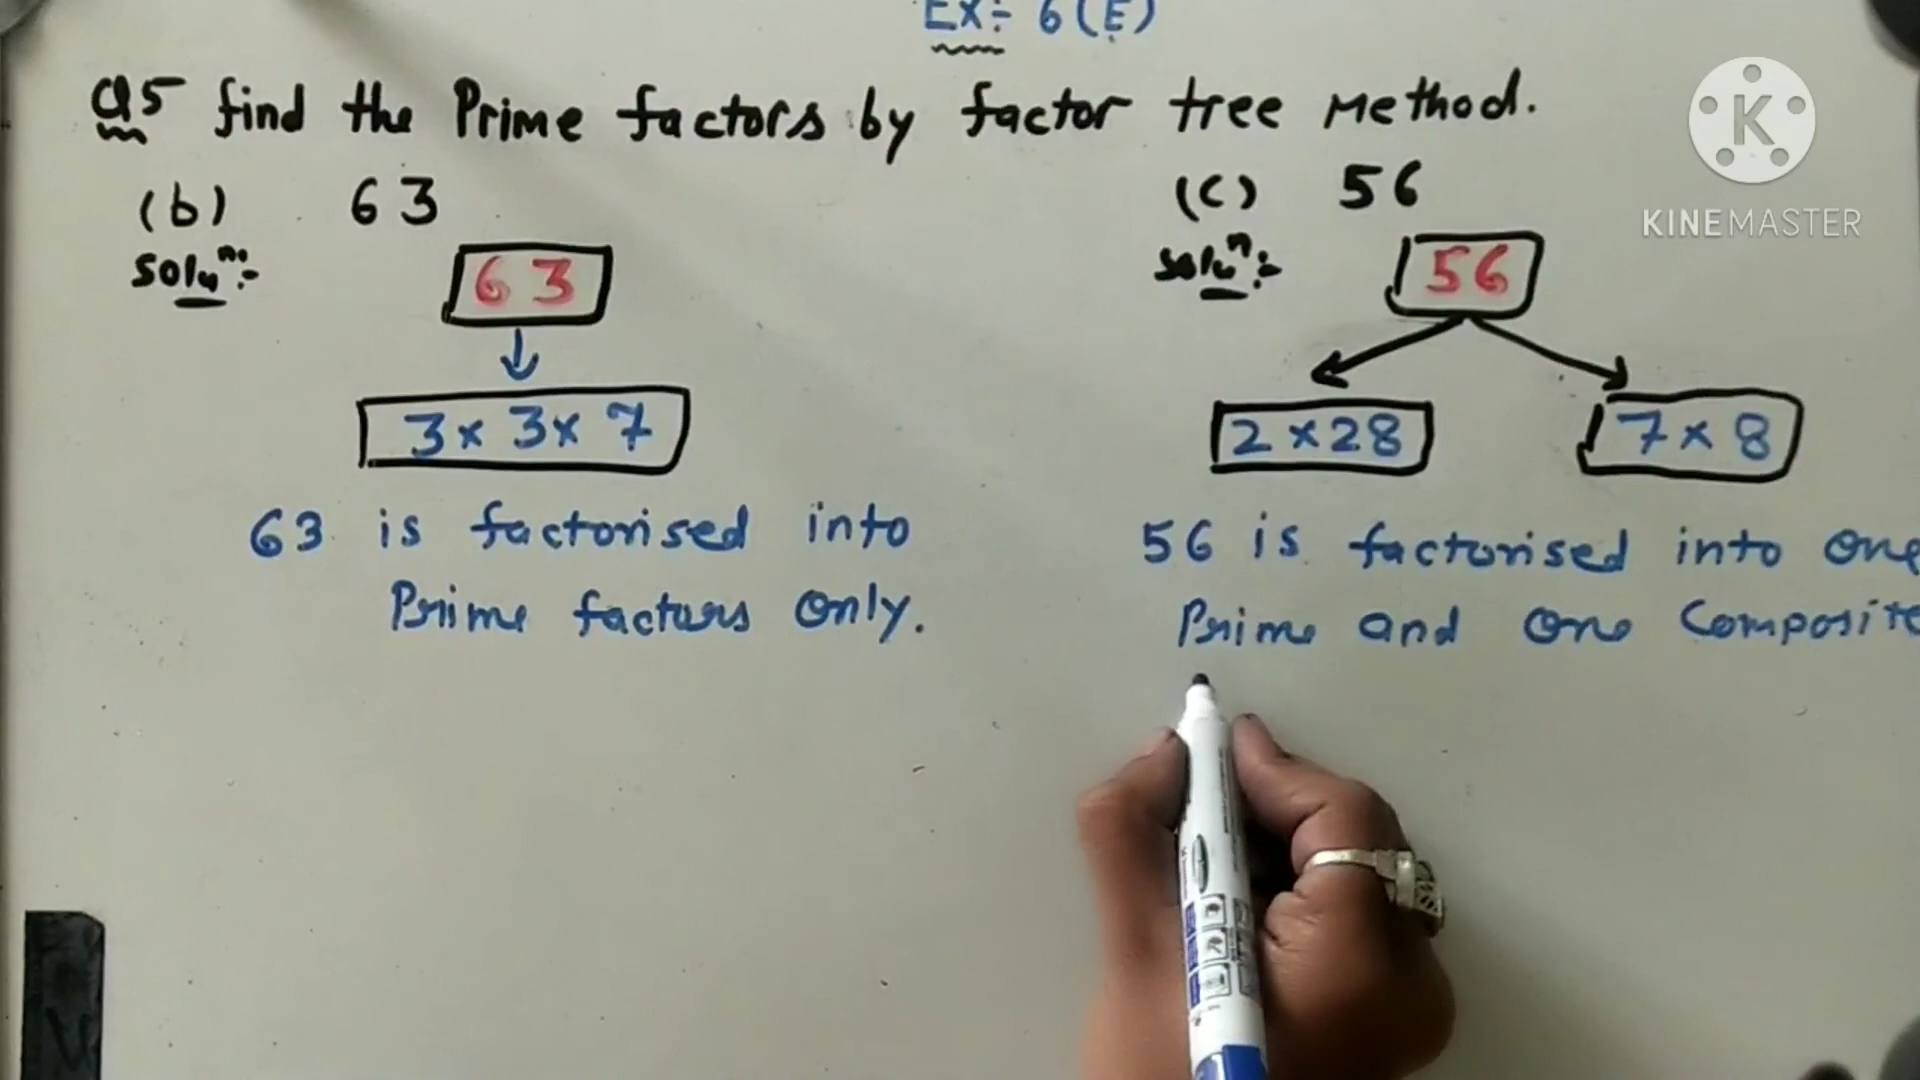 Ex:- 6(E)
Q5 find the Prime factors by factor tree Method.
(b) 63
Soluⁿ:-
63
3 × 3 × 7
63 is factorised into
Prime factors only.
(c) 56
Soluⁿ:-
56
2 × 28
7 × 8
56 is factorised into one
Prime and one Composite
K
KINEMASTER